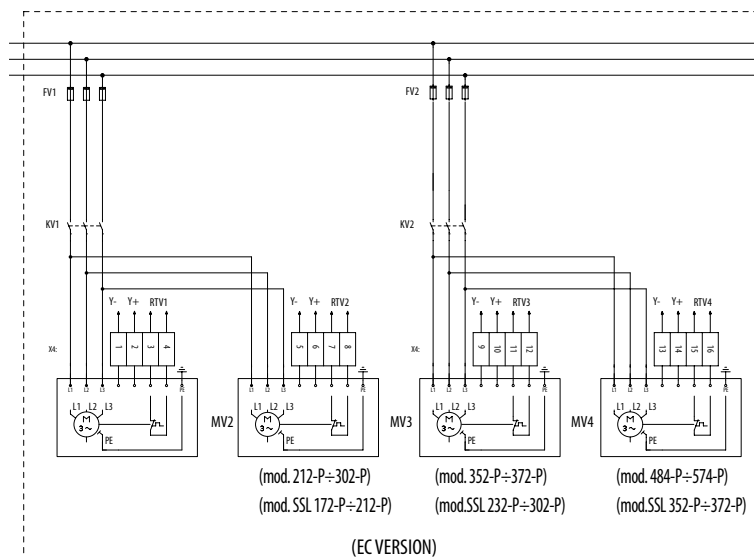 FV1 FV2
KV1 KV2
Y- Y+ RTV1 Y- Y+ RTV2 Y- Y+ RTV3 Y- Y+ RTV4
X4: 1 2 3 4 5 6 7 8 9 10 11 12 13 14 15 16
L1 L2 L3 PE L1 L2 L3 PE L1 L2 L3 PE L1 L2 L3 PE
L1 L2 L3 L1 L2 L3 L1 L2 L3 L1 L2 L3
M 3~ MV2 M 3~ MV3 M 3~ MV4 M 3~
PE PE PE PE
(mod. 212-P÷302-P) (mod. 352-P÷372-P) (mod. 484-P÷574-P)
(mod. SSL 172-P÷212-P) (mod.SSL 232-P÷302-P) (mod.SSL 352-P÷372-P)
(EC VERSION)